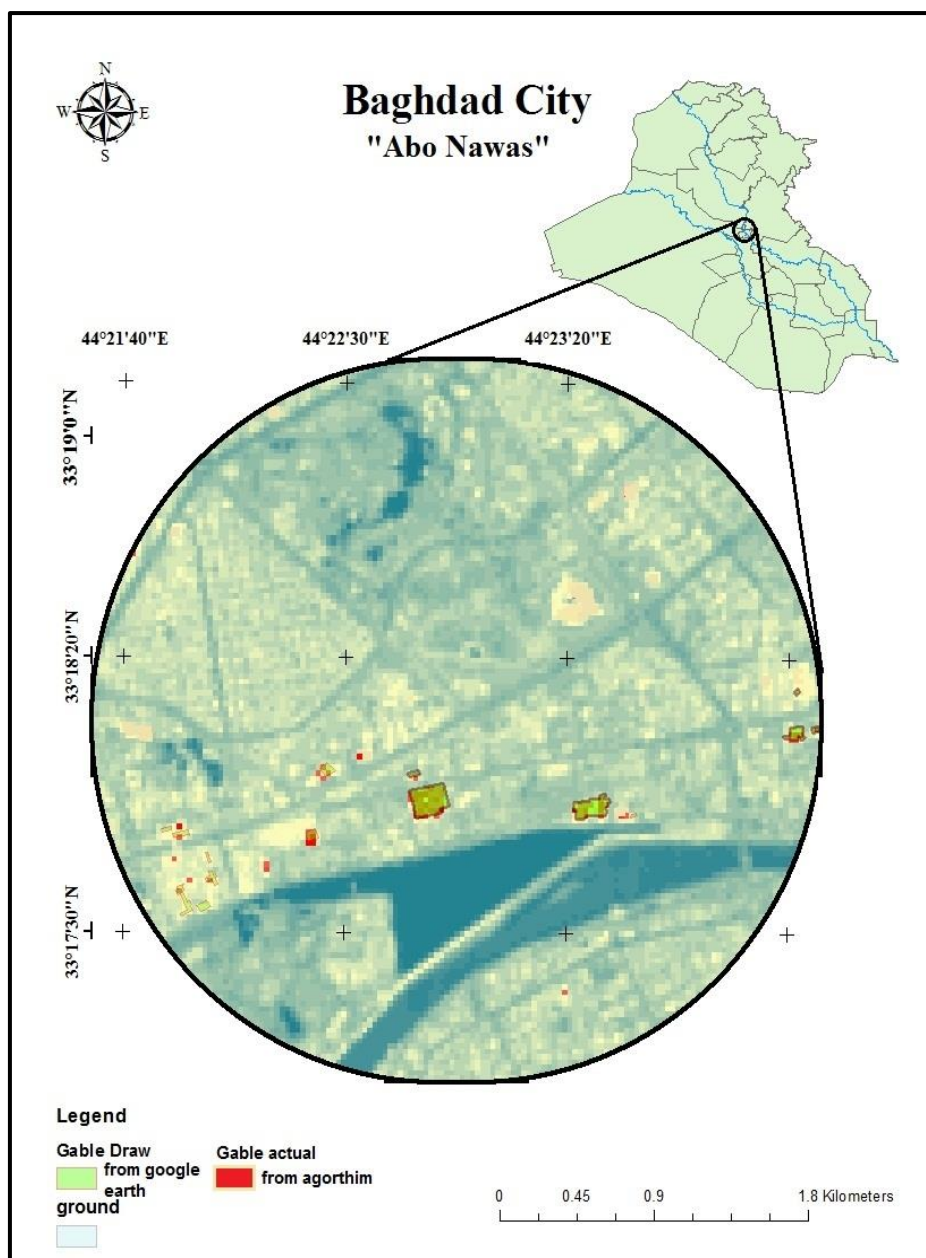 N
W E
S
Baghdad City
"Abo Nawas"
44°21'40"E 44°22'30"E 44°23'20"E
33°19'0"N
33°18'20"N
33°17'30"N
Legend
Gable Draw
from google
earth
Gable actual
from agorthim
ground
0 0.45 0.9 1.8 Kilometers